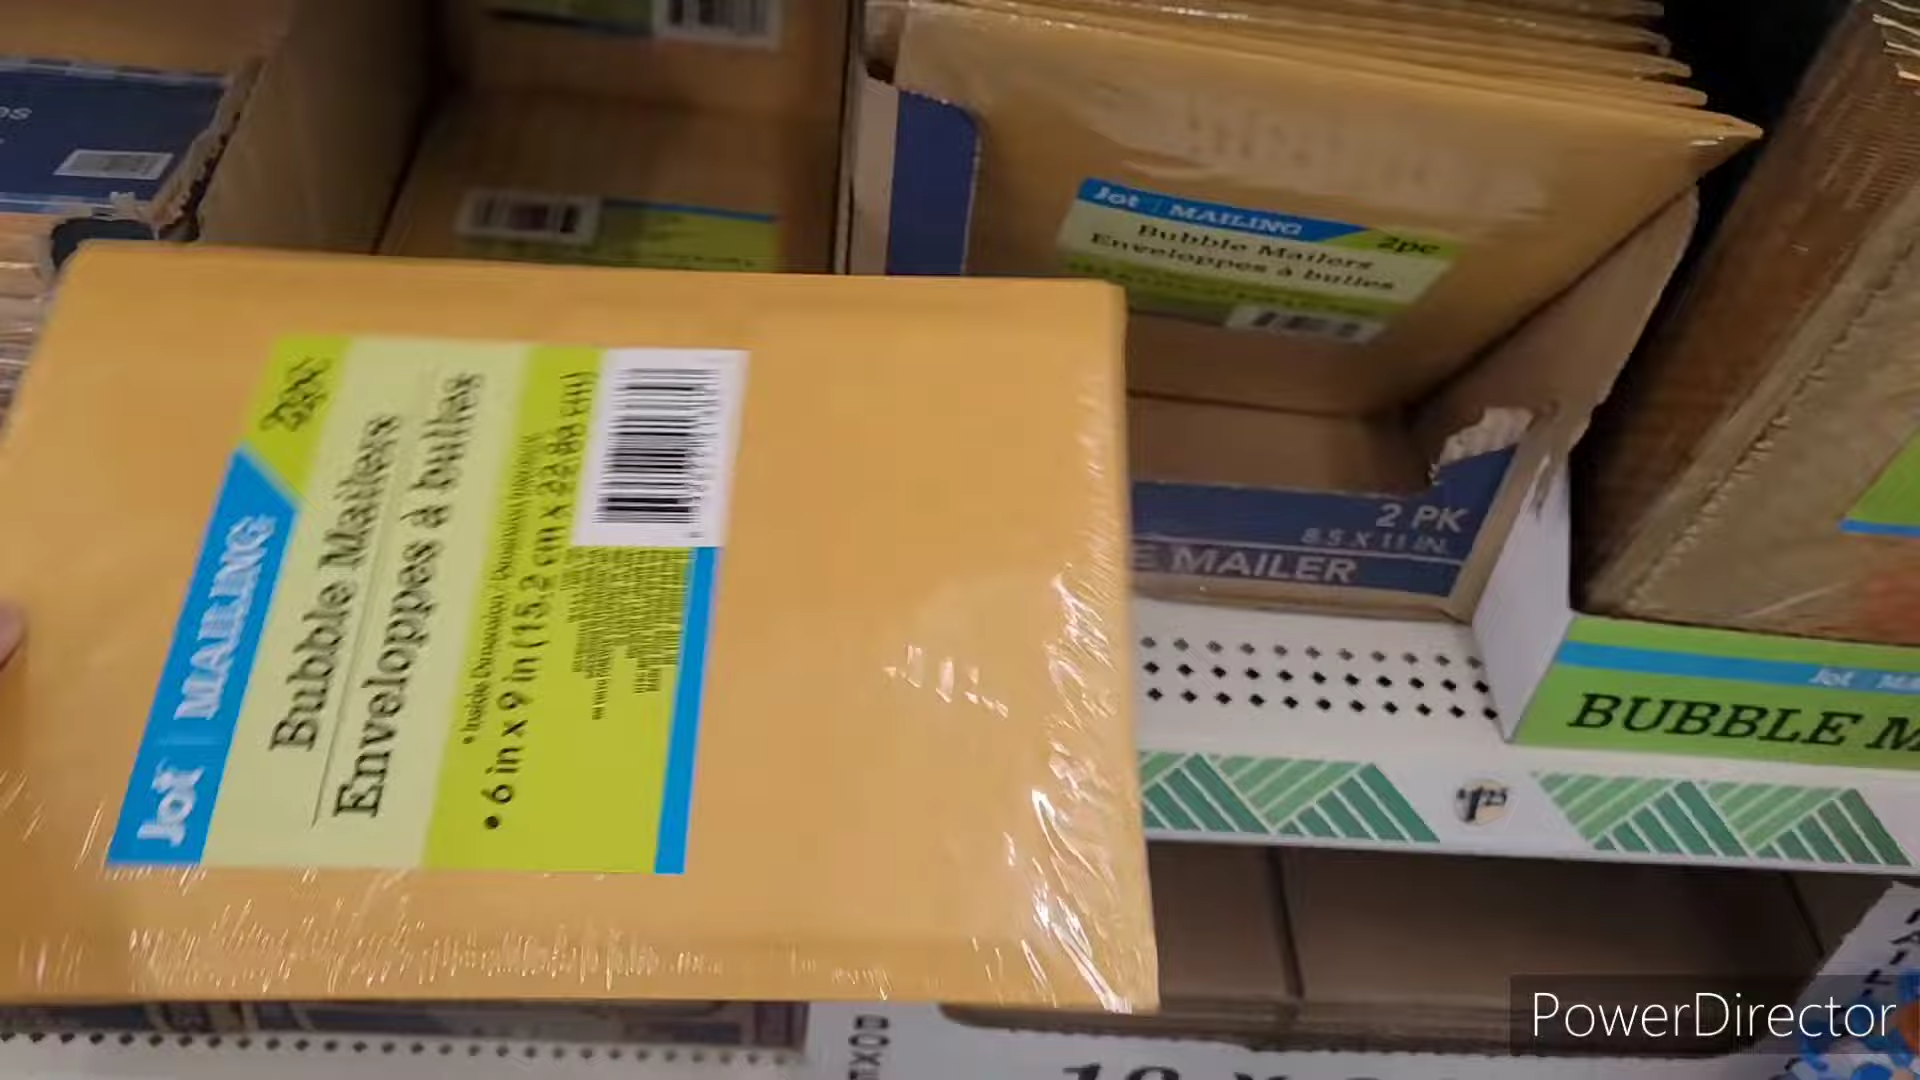 Jot | MAILING
2pc
Bubble Mailers
Enveloppes à bulles
• 6 in x 9 in (15.2 cm x 22.86 cm)
Jot | MAILING
2pc
Bubble Mailers
Enveloppes à bulles
2 PK
8.5 X 11 IN.
E MAILER
Jot
BUBBLE M
$1.25
PowerDirector